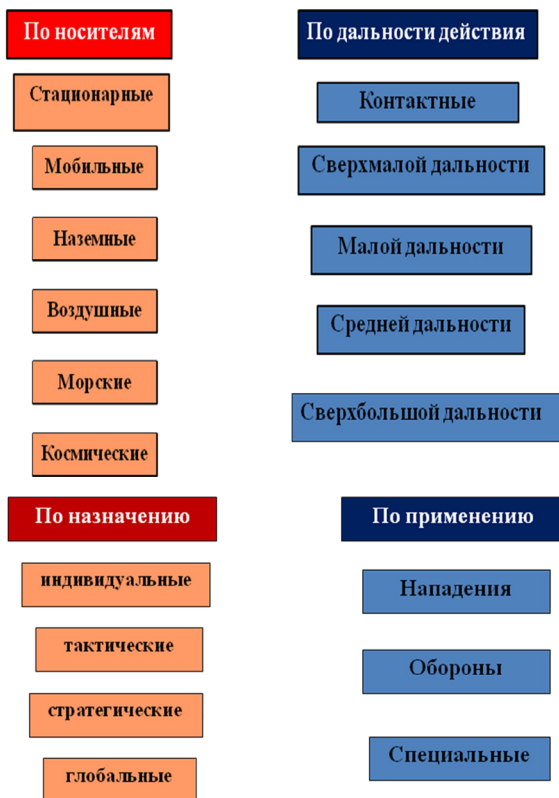 По носителям
Стационарные
Мобильные
Наземные
Воздушные
Морские
Космические
По дальности действия
Контактные
Сверхмалой дальности
Малой дальности
Средней дальности
Сверхбольшой дальности
По назначению
индивидуальные
тактические
стратегические
глобальные
По применению
Нападения
Обороны
Специальные